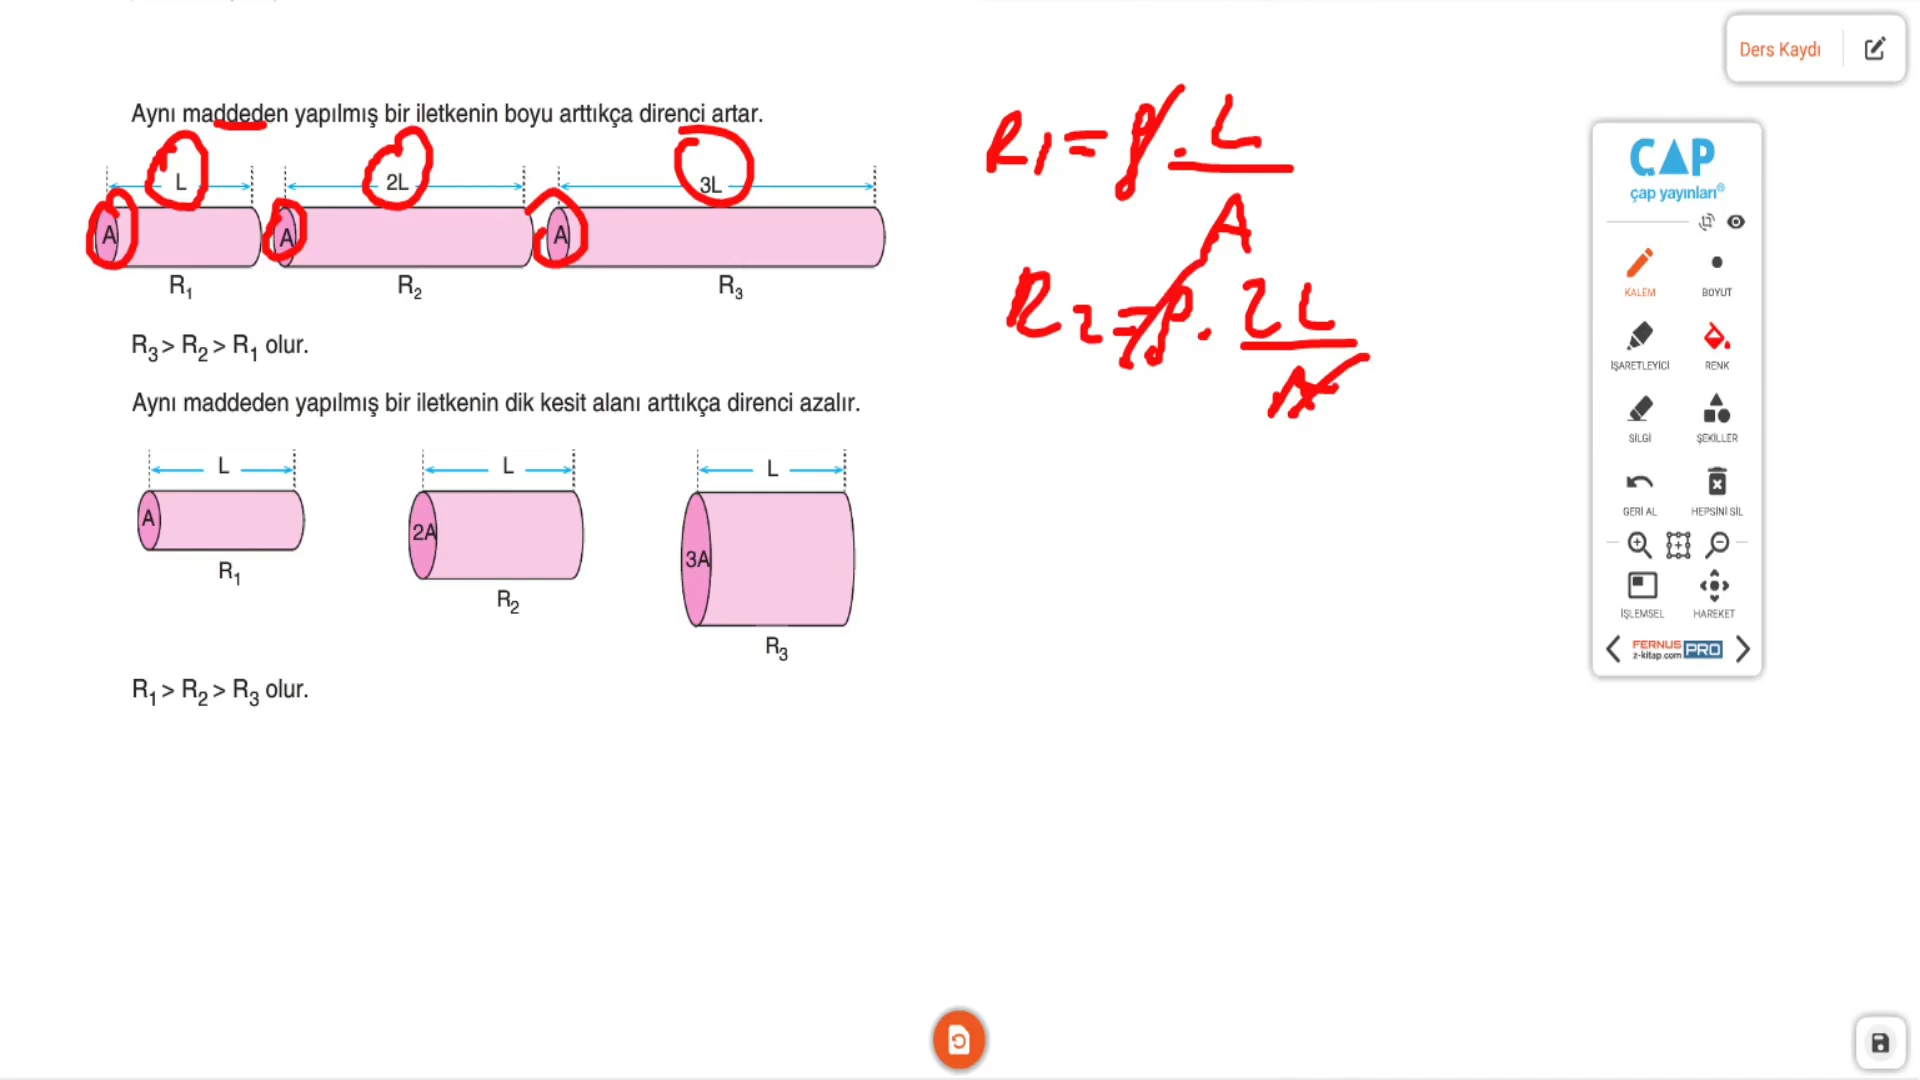 Ders Kaydı
Aynı maddeden yapılmış bir iletkenin boyu arttıkça direnci artar.
L 2L 3L
A A A
R₁ R₂ R₃
R₃ > R₂ > R₁ olur.
Aynı maddeden yapılmış bir iletkenin dik kesit alanı arttıkça direnci azalır.
L L L
A 2A 3A
R₁ R₂ R₃
R₁ > R₂ > R₃ olur.
R1 = ρ . L
A
R2 = ρ . 2L
A
ÇAP
çap yayınları®
KALEM BOYUT
İŞARETLEYİCİ RENK
SİLGİ ŞEKİLLER
GERİ AL HEPSİNİ SİL
İŞLEMSEL HAREKET
FERNUS PRO
z-kitap.com